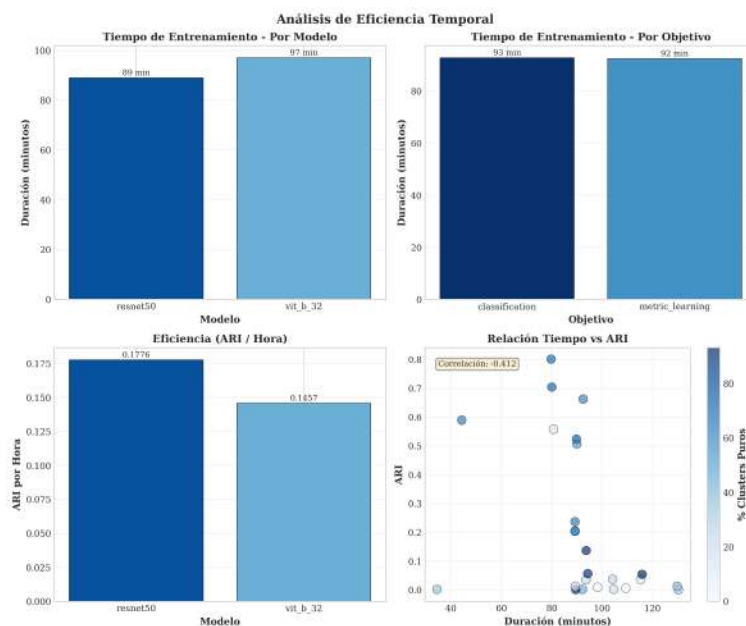 Análisis de Eficiencia Temporal
Tiempo de Entrenamiento - Por Modelo
100
80
60
40
20
0
Duración (minutos)
89 min
97 min
resnet50
vit_b_32
Modelo
Tiempo de Entrenamiento - Por Objetivo
80
60
40
20
0
Duración (minutos)
93 min
92 min
classification
metric_learning
Objetivo
Eficiencia (ARI / Hora)
0.175
0.150
0.125
0.100
0.075
0.050
0.025
0.000
ARI por Hora
0.1776
0.1457
resnet50
vit_b_32
Modelo
Relación Tiempo vs ARI
Correlación: -0.412
0.8
0.7
0.6
0.5
0.4
0.3
0.2
0.1
0.0
ARI
40
60
80
100
120
Duración (minutos)
80
60
40
20
0
% Clusters Puros